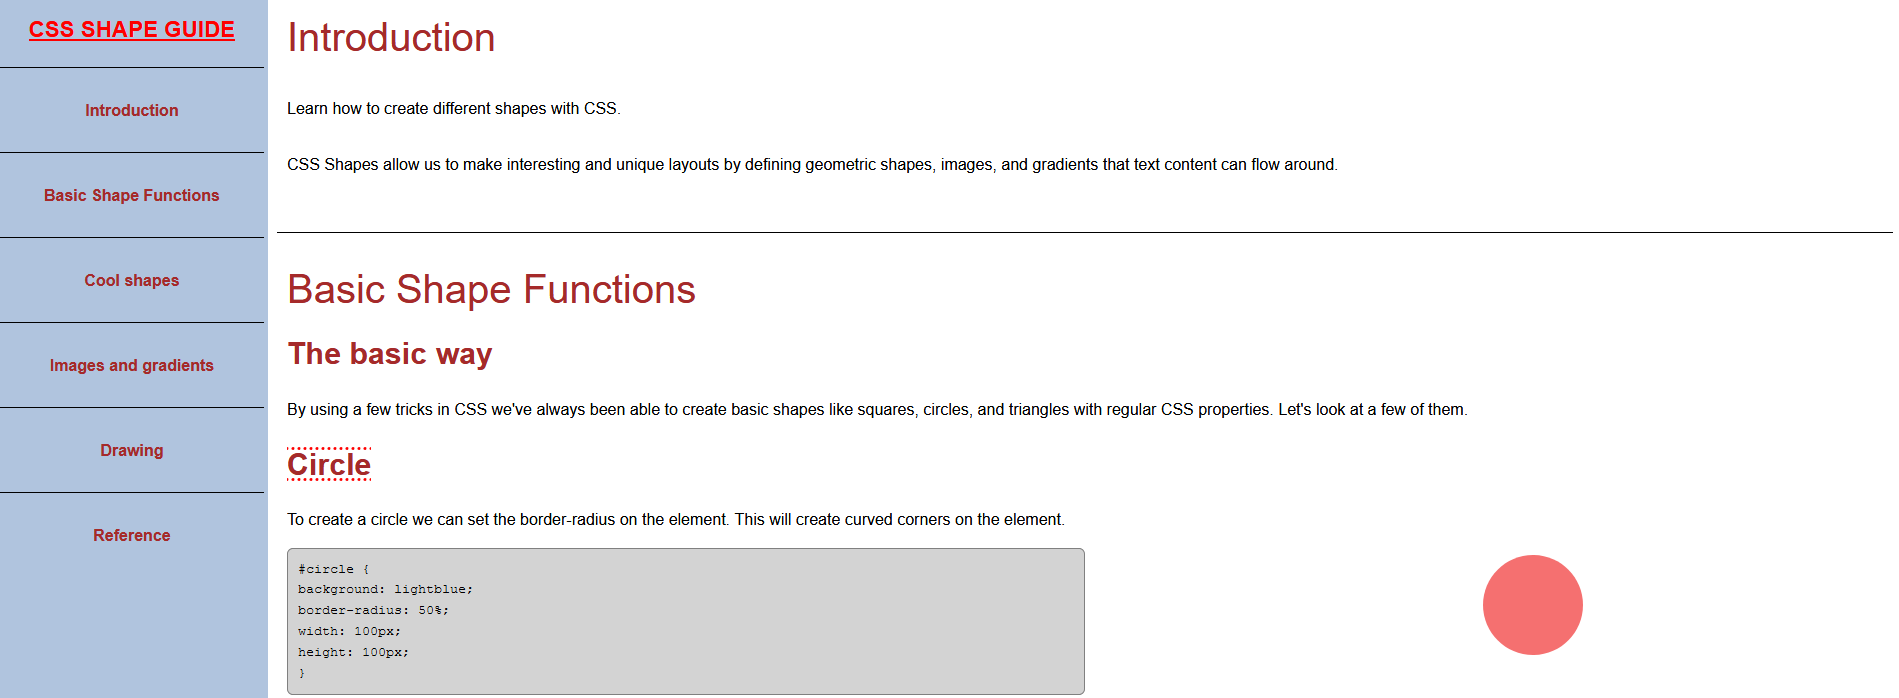 CSS SHAPE GUIDE
Introduction
Basic Shape Functions
Cool shapes
Images and gradients
Drawing
Reference
Introduction
Learn how to create different shapes with CSS.
CSS Shapes allow us to make interesting and unique layouts by defining geometric shapes, images, and gradients that text content can flow around.
Basic Shape Functions
The basic way
By using a few tricks in CSS we've always been able to create basic shapes like squares, circles, and triangles with regular CSS properties. Let's look at a few of them.
Circle
To create a circle we can set the border-radius on the element. This will create curved corners on the element.
#circle {
background: lightblue;
border-radius: 50%;
width: 100px;
height: 100px;
}